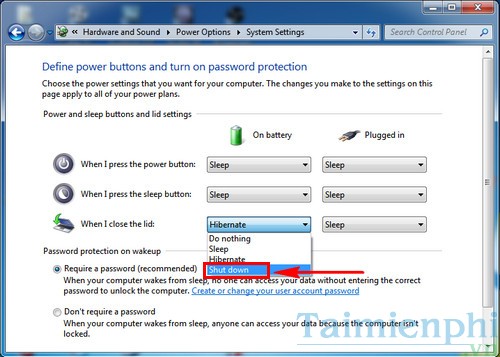 Hardware and Sound
Power Options
System Settings
Search Control Panel
Define power buttons and turn on password protection
Choose the power settings that you want for your computer. The changes you make to the settings on this
page apply to all of your power plans.
Power and sleep buttons and lid settings
On battery
Plugged in
When I press the power button:
Sleep
Sleep
When I press the sleep button:
Sleep
Sleep
When I close the lid:
Hibernate
Sleep
Do nothing
Sleep
Hibernate
Shut down
Password protection on wakeup
Require a password (recommended)
When your computer wakes from sleep, no one can access your data without entering the correct
password to unlock the computer. Create or change your user account password
Don't require a password
When your computer wakes from sleep, anyone can access your data because the computer isn't
locked.
Taimienphi